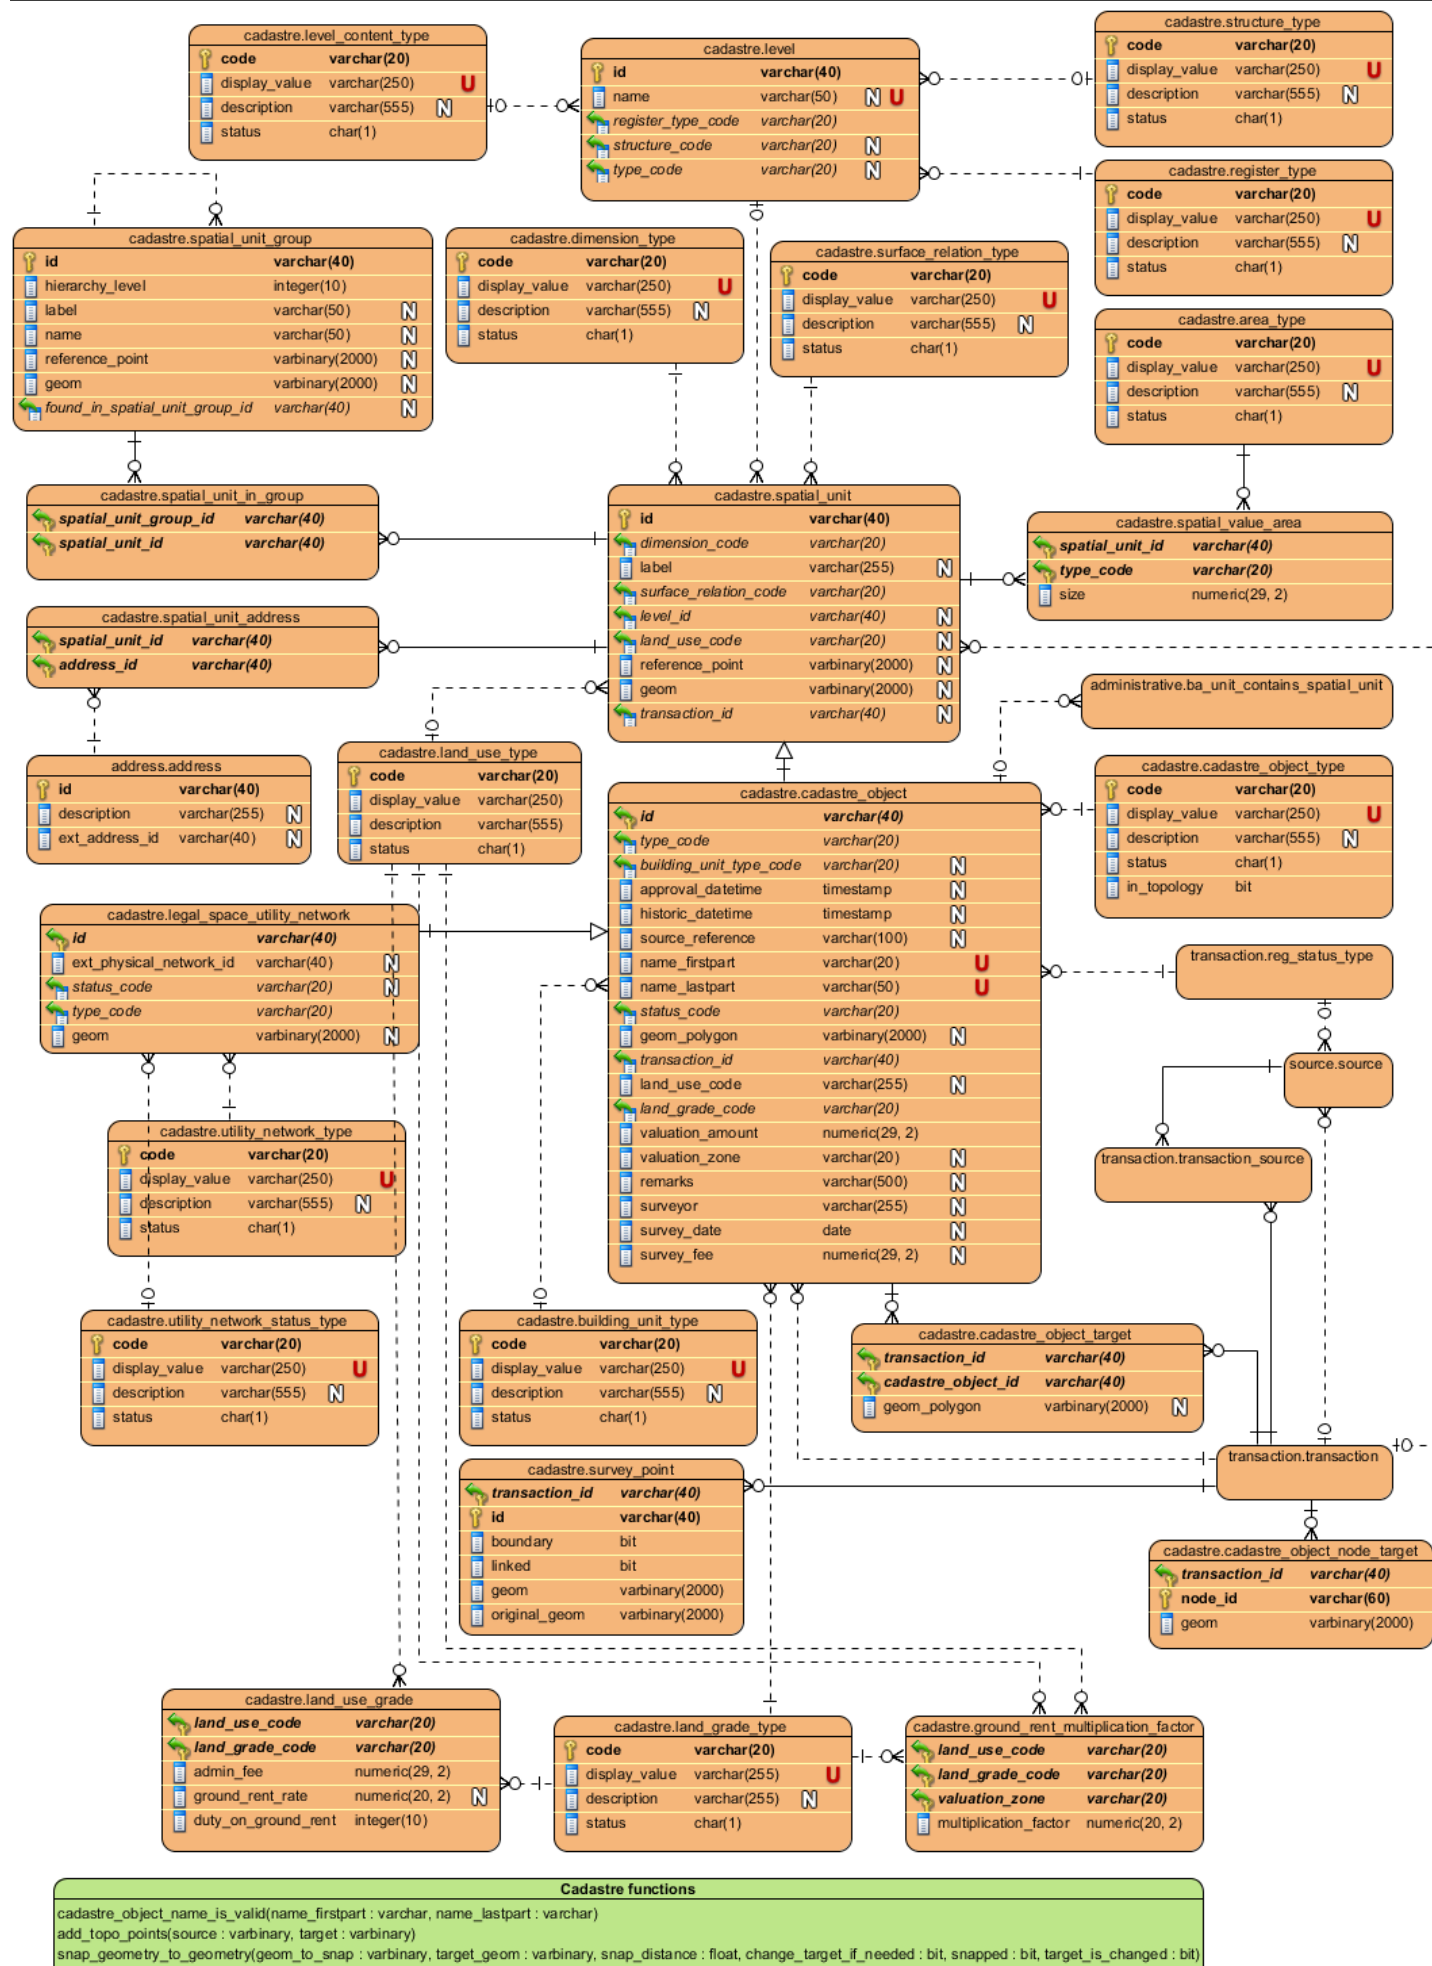 cadastre.level_content_type
code varchar(20)
display_value varchar(250) U
description varchar(555) N
status char(1)
cadastre.level
id varchar(40)
name varchar(50) N U
register_type_code varchar(20)
structure_code varchar(20) N
type_code varchar(20) N
cadastre.structure_type
code varchar(20)
display_value varchar(250) U
description varchar(555) N
status char(1)
cadastre.register_type
code varchar(20)
display_value varchar(250) U
description varchar(555) N
status char(1)
cadastre.spatial_unit_group
id varchar(40)
hierarchy_level integer(10)
label varchar(50) N
name varchar(50) N
reference_point varbinary(2000) N
geom varbinary(2000) N
found_in_spatial_unit_group_id varchar(40) N
cadastre.dimension_type
code varchar(20)
display_value varchar(250) U
description varchar(555) N
status char(1)
cadastre.surface_relation_type
code varchar(20)
display_value varchar(250) U
description varchar(555) N
status char(1)
cadastre.area_type
code varchar(20)
display_value varchar(250) U
description varchar(555) N
status char(1)
cadastre.spatial_unit_in_group
spatial_unit_group_id varchar(40)
spatial_unit_id varchar(40)
cadastre.spatial_unit
id varchar(40)
dimension_code varchar(20)
label varchar(255) N
surface_relation_code varchar(20)
level_id varchar(40) N
land_use_code varchar(20) N
reference_point varbinary(2000) N
geom varbinary(2000) N
transaction_id varchar(40) N
cadastre.spatial_value_area
spatial_unit_id varchar(40)
type_code varchar(20)
size numeric(29, 2)
cadastre.spatial_unit_address
spatial_unit_id varchar(40)
address_id varchar(40)
administrative.ba_unit_contains_spatial_unit
address.address
id varchar(40)
description varchar(255) N
ext_address_id varchar(40) N
cadastre.land_use_type
code varchar(20)
display_value varchar(250)
description varchar(555)
status char(1)
cadastre.cadastre_object
id varchar(40)
type_code varchar(20)
building_unit_type_code varchar(20) N
approval_datetime timestamp N
historic_datetime timestamp N
source_reference varchar(100) N
name_firstpart varchar(20) U
name_lastpart varchar(50) U
status_code varchar(20)
geom_polygon varbinary(2000) N
transaction_id varchar(40)
land_use_code varchar(255) N
land_grade_code varchar(20)
valuation_amount numeric(29, 2)
valuation_zone varchar(20) N
remarks varchar(500) N
surveyor varchar(255) N
survey_date date N
survey_fee numeric(29, 2) N
cadastre.cadastre_object_type
code varchar(20)
display_value varchar(250) U
description varchar(555) N
status char(1)
in_topology bit
cadastre.legal_space_utility_network
id varchar(40)
ext_physical_network_id varchar(40) N
status_code varchar(20) N
type_code varchar(20)
geom varbinary(2000) N
transaction.reg_status_type
source.source
transaction.transaction_source
cadastre.utility_network_type
code varchar(20)
display_value varchar(250) U
description varchar(555) N
status char(1)
cadastre.utility_network_status_type
code varchar(20)
display_value varchar(250) U
description varchar(555) N
status char(1)
cadastre.building_unit_type
code varchar(20)
display_value varchar(250) U
description varchar(555) N
status char(1)
cadastre.cadastre_object_target
transaction_id varchar(40)
cadastre_object_id varchar(40)
geom_polygon varbinary(2000) N
transaction.transaction
cadastre.survey_point
transaction_id varchar(40)
id varchar(40)
boundary bit
linked bit
geom varbinary(2000)
original_geom varbinary(2000)
cadastre.cadastre_object_node_target
transaction_id varchar(40)
node_id varchar(60)
geom varbinary(2000)
cadastre.land_use_grade
land_use_code varchar(20)
land_grade_code varchar(20)
admin_fee numeric(29, 2)
ground_rent_rate numeric(20, 2) N
duty_on_ground_rent integer(10)
cadastre.land_grade_type
code varchar(20)
display_value varchar(255) U
description varchar(255) N
status char(1)
cadastre.ground_rent_multiplication_factor
land_use_code varchar(20)
land_grade_code varchar(20)
valuation_zone varchar(20)
multiplication_factor numeric(20, 2)
Cadastre functions
cadastre_object_name_is_valid(name_firstpart : varchar, name_lastpart : varchar)
add_topo_points(source : varbinary, target : varbinary)
snap_geometry_to_geometry(geom_to_snap : varbinary, target_geom : varbinary, snap_distance : float, change_target_if_needed : bit, snapped : bit, target_is_changed : bit)